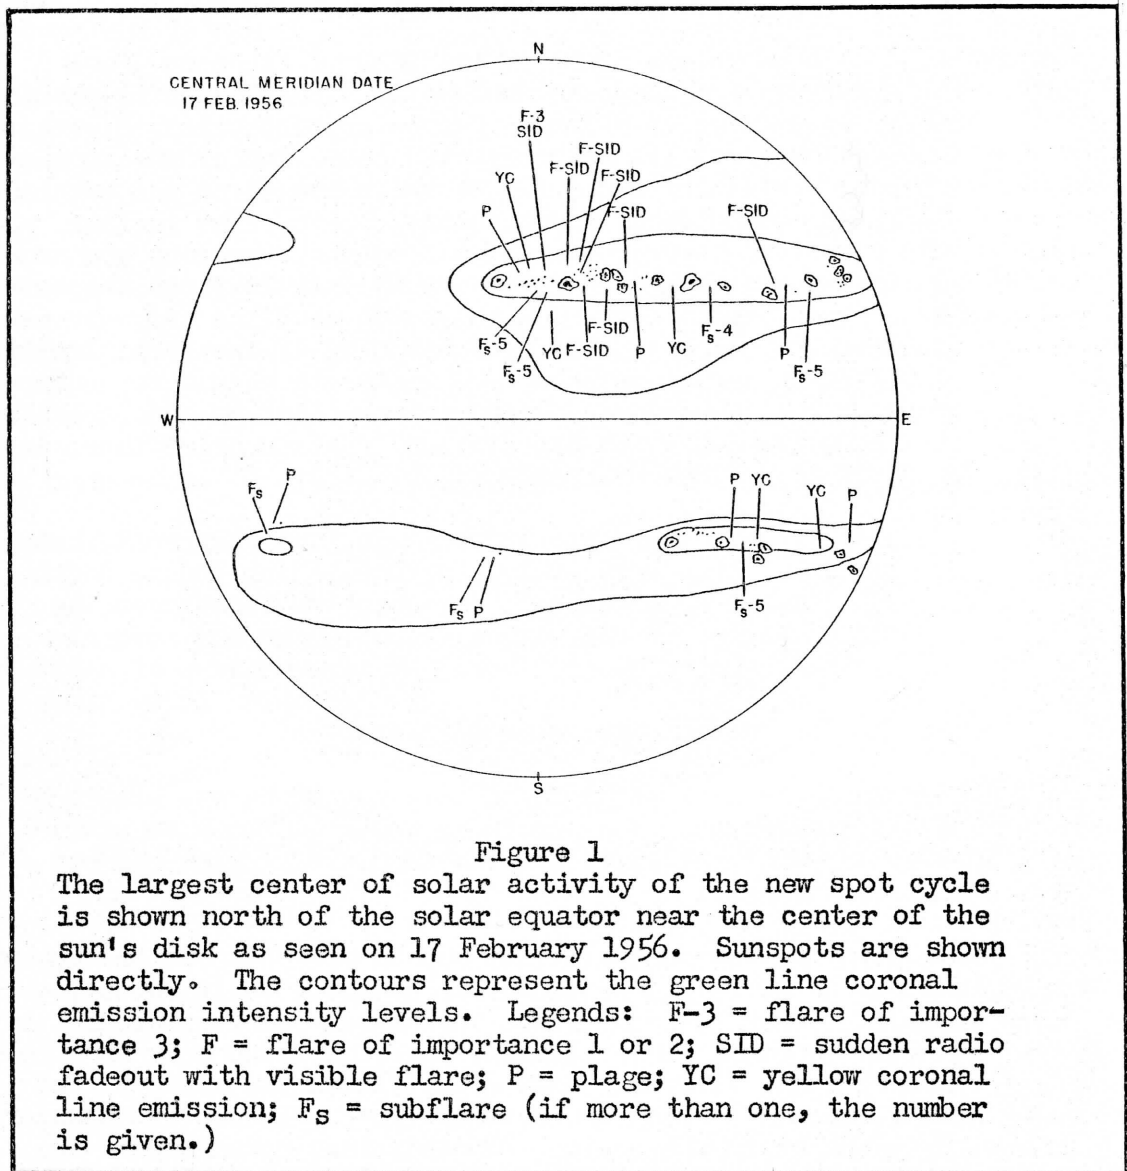 N
CENTRAL MERIDIAN DATE
17 FEB. 1956
F-3
SID
F-SID
F-SID
F-SID
YC
P
F-SID
F-SID
Fs-5
Fs-5
YC
F-SID
F-SID
P
YC
Fs-4
P
Fs-5
W
E
Fs
P
P
YC
YC
P
Fs
P
Fs-5
S
Figure 1
The largest center of solar activity of the new spot cycle
is shown north of the solar equator near the center of the
sun's disk as seen on 17 February 1956. Sunspots are shown
directly. The contours represent the green line coronal
emission intensity levels. Legends: F-3 = flare of impor-
tance 3; F = flare of importance 1 or 2; SID = sudden radio
fadeout with visible flare; P = plage; YC = yellow coronal
line emission; Fs = subflare (if more than one, the number
is given.)